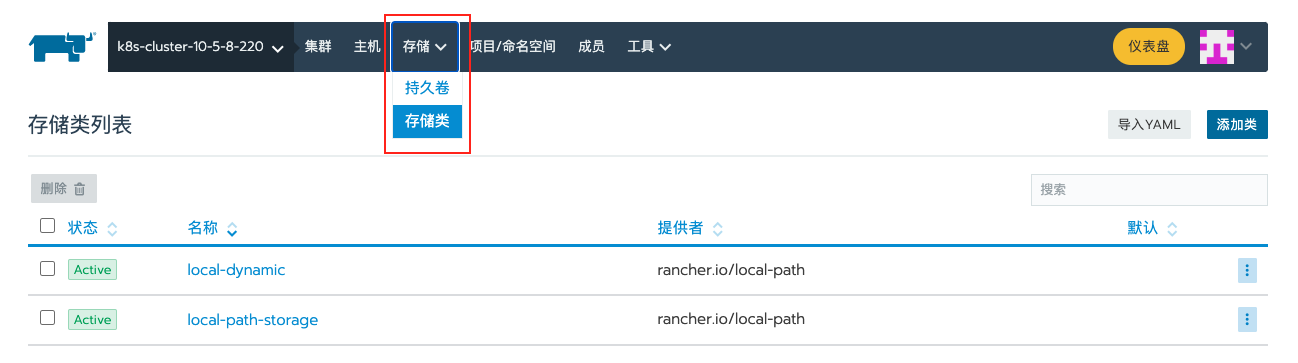 k8s-cluster-10-5-8-220 集群 主机 存储 项目/命名空间 成员 工具 仪表盘
持久卷
存储类
存储类列表 导入YAML 添加类
删除 搜索
状态 名称 提供者 默认
Active local-dynamic rancher.io/local-path
Active local-path-storage rancher.io/local-path